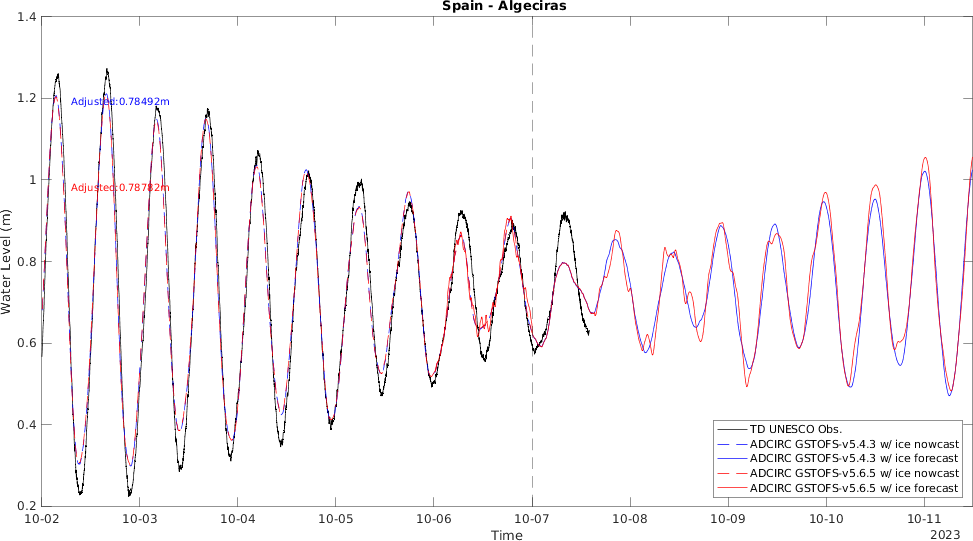 Spain - Algeciras
1.4
1.2
1
0.8
0.6
0.4
0.2
Water Level (m)
Adjusted:0.78492m
Adjusted:0.78782m
TD UNESCO Obs.
ADCIRC GSTOFS-v5.4.3 w/ ice nowcast
ADCIRC GSTOFS-v5.4.3 w/ ice forecast
ADCIRC GSTOFS-v5.6.5 w/ ice nowcast
ADCIRC GSTOFS-v5.6.5 w/ ice forecast
10-02 10-03 10-04 10-05 10-06 10-07 10-08 10-09 10-10 10-11
Time
2023